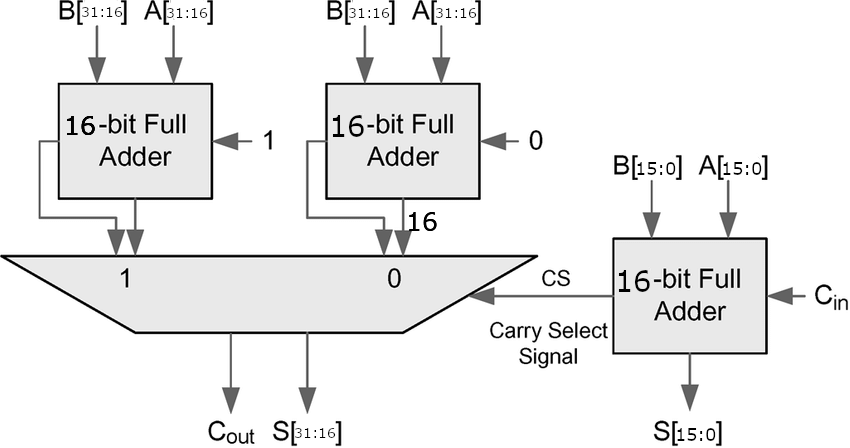 B[31:16] A[31:16] B[31:16] A[31:16]
16-bit Full
Adder
1
16-bit Full
Adder
0
B[15:0] A[15:0]
16
1
0
CS
16-bit Full
Adder
Cin
Carry Select
Signal
Cout S[31:16]
S[15:0]